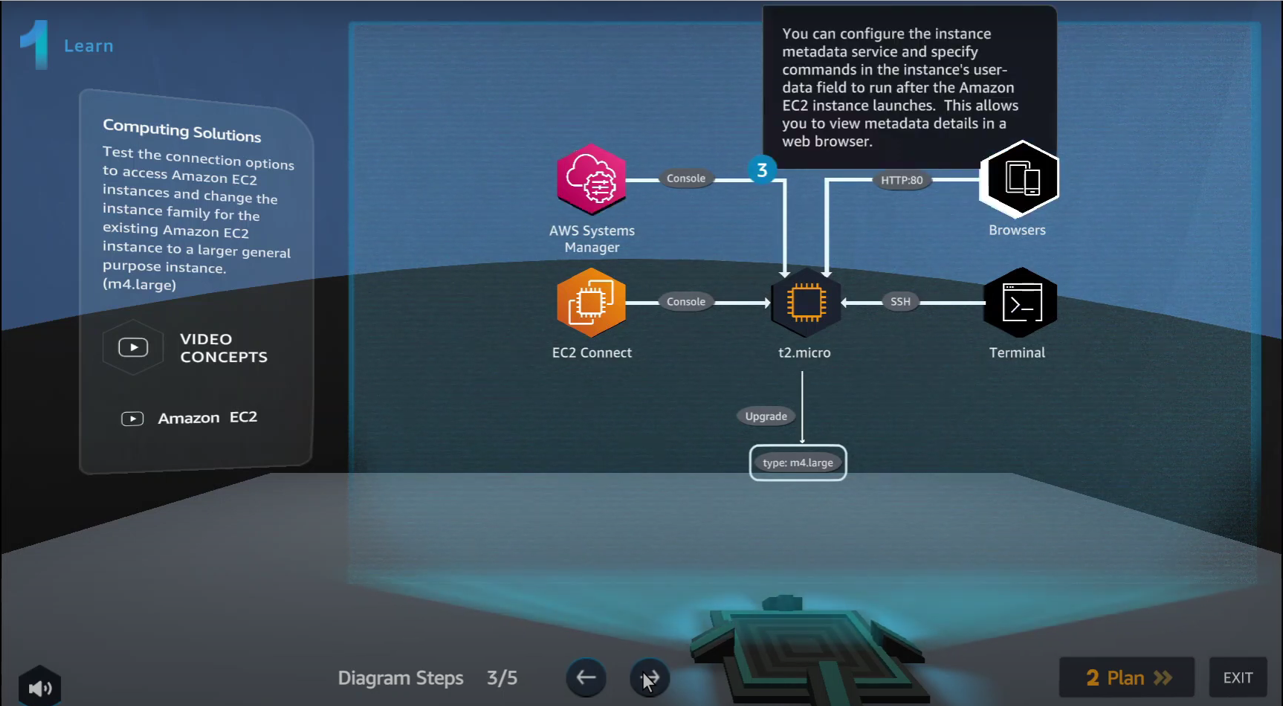 1 Learn
Computing Solutions
Test the connection options
to access Amazon EC2
instances and change the
instance family for the
existing Amazon EC2
instance to a larger general
purpose instance.
(m4.large)
VIDEO
CONCEPTS
Amazon EC2
You can configure the instance
metadata service and specify
commands in the instance's user-
data field to run after the Amazon
EC2 instance launches. This allows
you to view metadata details in a
web browser.
3
Console
HTTP:80
AWS Systems
Manager
Browsers
Console
SSH
EC2 Connect
t2.micro
Terminal
Upgrade
type: m4.large
Diagram Steps 3/5
2 Plan
EXIT